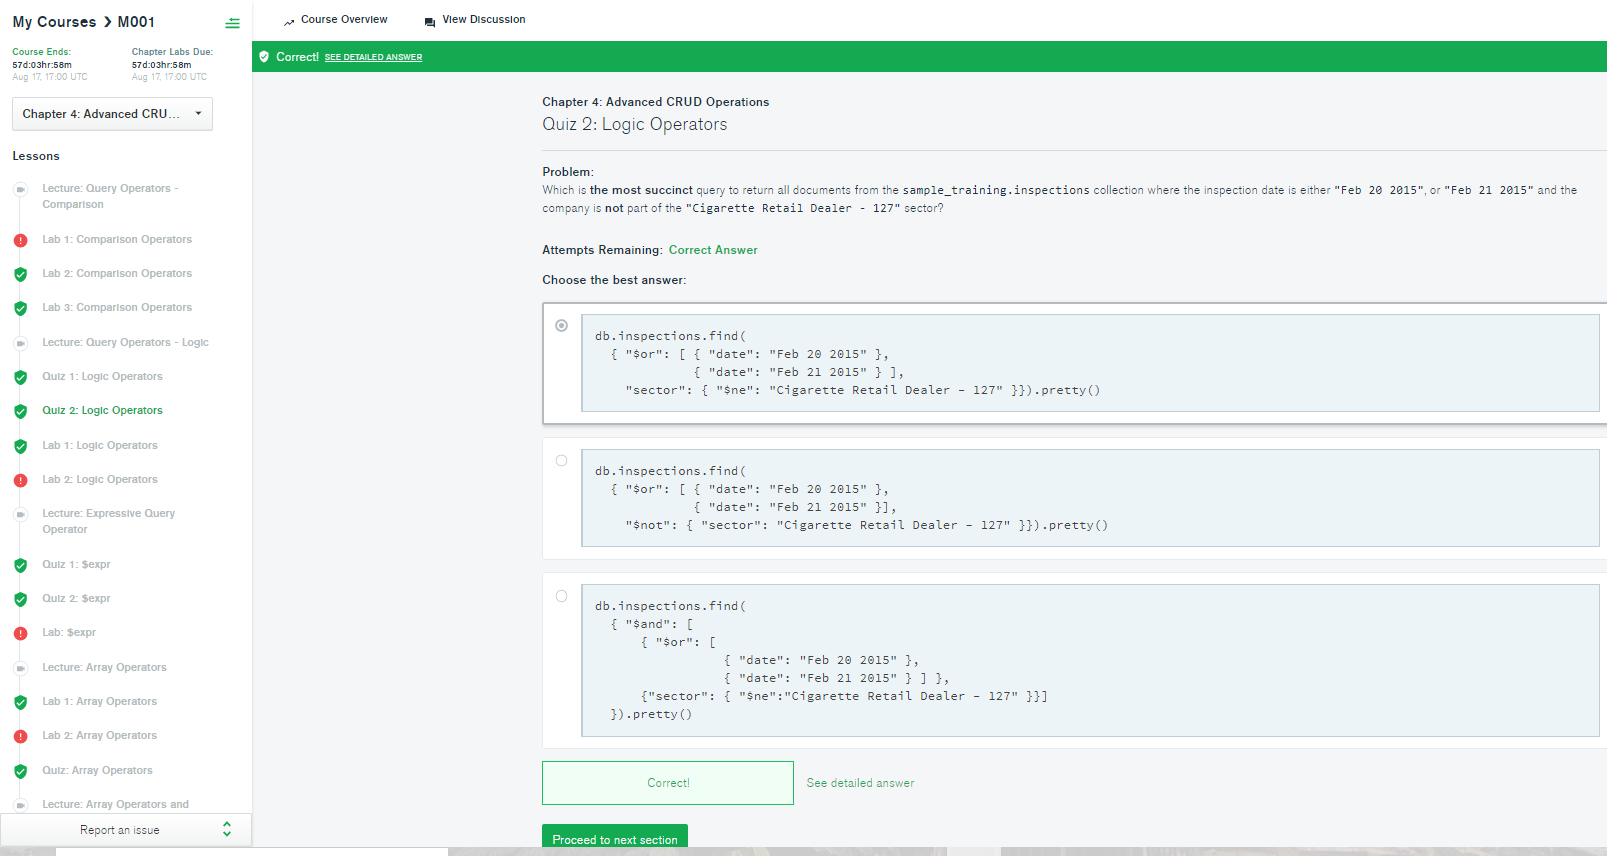 My Courses ❯ M001
Course Ends:
57d:03hr:58m
Aug 17, 17:00 UTC
Chapter Labs Due:
57d:03hr:58m
Aug 17, 17:00 UTC
Chapter 4: Advanced CRU...
Lessons
Lecture: Query Operators -
Comparison
Lab 1: Comparison Operators
Lab 2: Comparison Operators
Lab 3: Comparison Operators
Lecture: Query Operators - Logic
Quiz 1: Logic Operators
Quiz 2: Logic Operators
Lab 1: Logic Operators
Lab 2: Logic Operators
Lecture: Expressive Query
Operator
Quiz 1: $expr
Quiz 2: $expr
Lab: $expr
Lecture: Array Operators
Lab 1: Array Operators
Lab 2: Array Operators
Quiz: Array Operators
Lecture: Array Operators and
Report an issue
Course Overview
View Discussion
Correct! SEE DETAILED ANSWER
Chapter 4: Advanced CRUD Operations
Quiz 2: Logic Operators
Problem:
Which is the most succinct query to return all documents from the sample_training.inspections collection where the inspection date is either "Feb 20 2015", or "Feb 21 2015" and the
company is not part of the "Cigarette Retail Dealer - 127" sector?
Attempts Remaining: Correct Answer
Choose the best answer:
db.inspections.find(
{ "$or": [ { "date": "Feb 20 2015" },
{ "date": "Feb 21 2015" } ],
"sector": { "$ne": "Cigarette Retail Dealer - 127" }}).pretty()
db.inspections.find(
{ "$or": [ { "date": "Feb 20 2015" },
{ "date": "Feb 21 2015" }],
"$not": { "sector": "Cigarette Retail Dealer - 127" }}).pretty()
db.inspections.find(
{ "$and": [
{ "$or": [
{ "date": "Feb 20 2015" },
{ "date": "Feb 21 2015" } ] },
{"sector": { "$ne":"Cigarette Retail Dealer - 127" }}]
}).pretty()
Correct!
See detailed answer
Proceed to next section